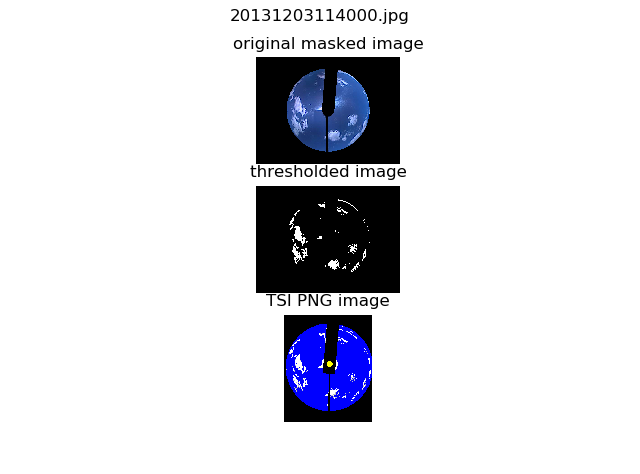 20131203114000.jpg
original masked image
thresholded image
TSI PNG image